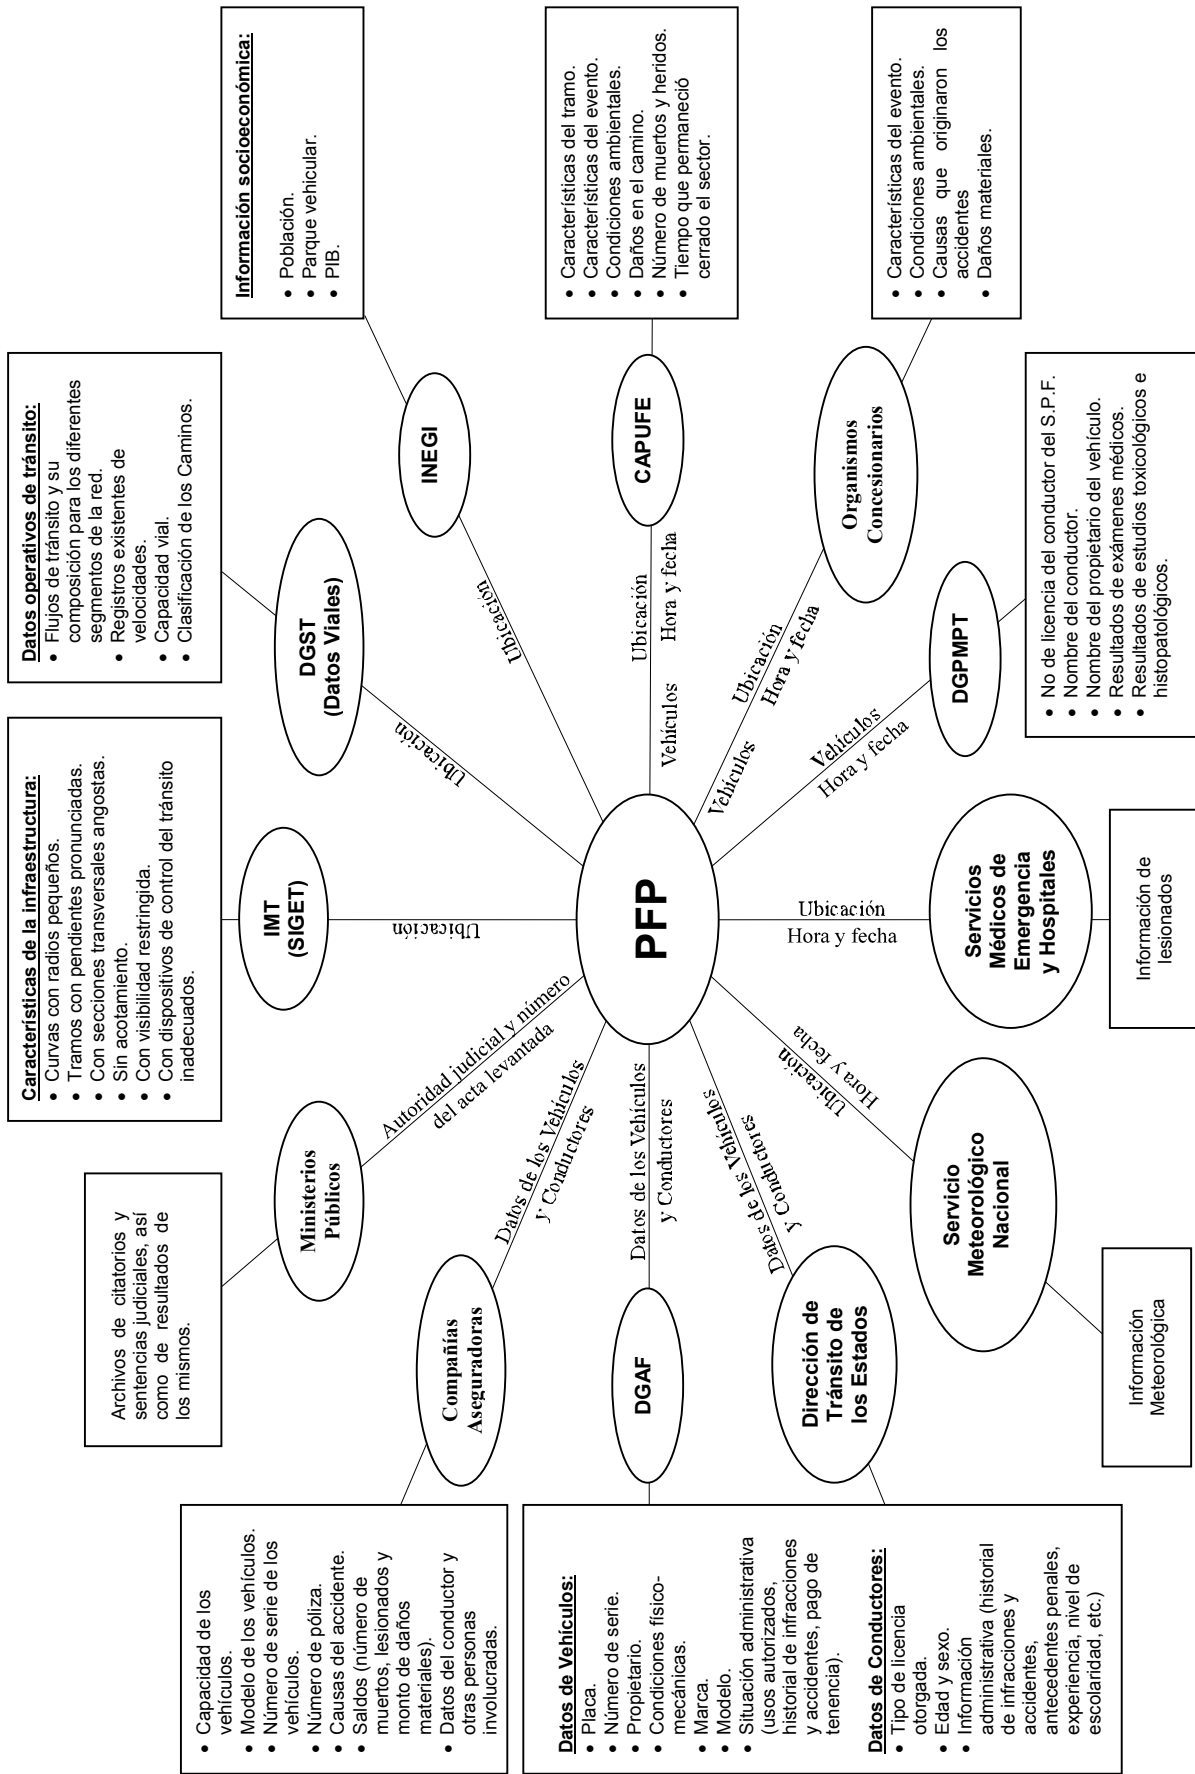 Características de la infraestructura:
• Curvas con radios pequeños.
• Tramos con pendientes pronunciadas.
• Con secciones transversales angostas.
• Sin acotamiento.
• Con visibilidad restringida.
• Con dispositivos de control del tránsito
inadecuados.
Datos operativos de tránsito:
• Flujos de tránsito y su
composición para los diferentes
segmentos de la red.
• Registros existentes de
velocidades.
• Capacidad vial.
• Clasificación de los Caminos.
Archivos de citatorios y
sentencias judiciales, así
como de resultados de
los mismos.
Información socioeconómica:
• Población.
• Parque vehicular.
• PIB.
• Capacidad de los
vehículos.
• Modelo de los vehículos.
• Número de serie de los
vehículos.
• Número de póliza.
• Causas del accidente.
• Saldos (número de
muertos, lesionados y
monto de daños
materiales).
• Datos del conductor y
otras personas
involucradas.
Ministerios
Públicos
IMT
(SIGET)
DGST
(Datos Viales)
INEGI
Compañías
Aseguradoras
Autoridad judicial y número
del acta levantada
Ubicación
Ubicación
Ubicación
Datos de los Vehículos
y Conductores
Datos de Vehículos:
• Placa.
• Número de serie.
• Propietario.
• Condiciones físico-
mecánicas.
• Marca.
• Modelo.
• Situación administrativa
(usos autorizados,
historial de infracciones
y accidentes, pago de
tenencia).
Datos de Conductores:
• Tipo de licencia
otorgada.
• Edad y sexo.
• Información
administrativa (historial
de infracciones y
accidentes,
antecedentes penales,
experiencia, nivel de
escolaridad, etc.)
DGAF
Datos de los Vehículos
y Conductores
PFP
Vehículos
Ubicación
Hora y fecha
CAPUFE
• Características del tramo.
• Características del evento.
• Condiciones ambientales.
• Daños en el camino.
• Número de muertos y heridos.
• Tiempo que permaneció
cerrado el sector.
Dirección de
Tránsito de
los Estados
Datos de los Vehículos
y Conductores
Vehículos
Ubicación
Hora y fecha
Organismos
Concesionarios
• Características del evento.
• Condiciones ambientales.
• Causas que originaron los
accidentes
• Daños materiales.
Ubicación
Hora y fecha
Ubicación
Hora y fecha
Vehículos
Hora y fecha
Servicio
Meteorológico
Nacional
Servicios
Médicos de
Emergencia
y Hospitales
DGPMPT
Información
Meteorológica
Información de
lesionados
• No de licencia del conductor del S.P.F.
• Nombre del conductor.
• Nombre del propietario del vehículo.
• Resultados de exámenes médicos.
• Resultados de estudios toxicológicos e
histopatológicos.